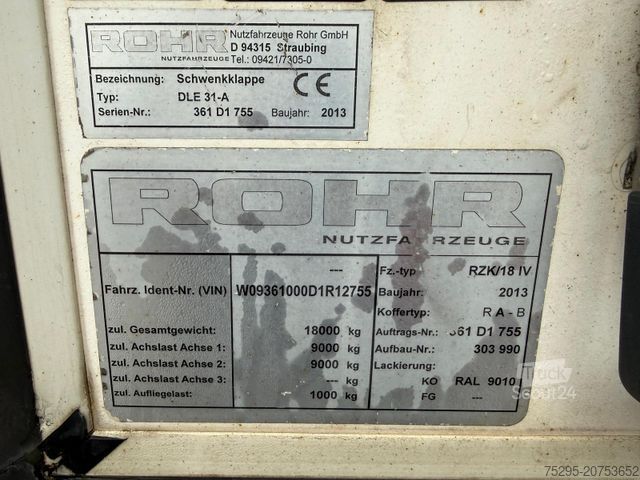 ROHR
NUTZFAHRZEUGE
Nutzfahrzeuge Rohr GmbH
D 94315 Straubing
Tel.: 09421/7305-0
Bezeichnung: Schwenkklappe
CE
Typ: DLE 31-A
Serien-Nr.: 361 D1 755 Baujahr: 2013
ROHR
NUTZFAHRZEUGE
--- Fz.-typ RZK/18 IV
Fahrz. Ident-Nr. (VIN) W09361000D1R12755 Baujahr: 2013
Koffertyp: R A - B
zul. Gesamtgewicht: 18000 kg Auftrags-Nr.: 361 D1 755
zul. Achslast Achse 1: 9000 kg Aufbau-Nr.: 303 990
zul. Achslast Achse 2: 9000 kg Lackierung:
zul. Achslast Achse 3: --- kg KO RAL 9010
zul. Aufliegelast: 1000 kg FG ---
Truck
Scout24
75295-20753652